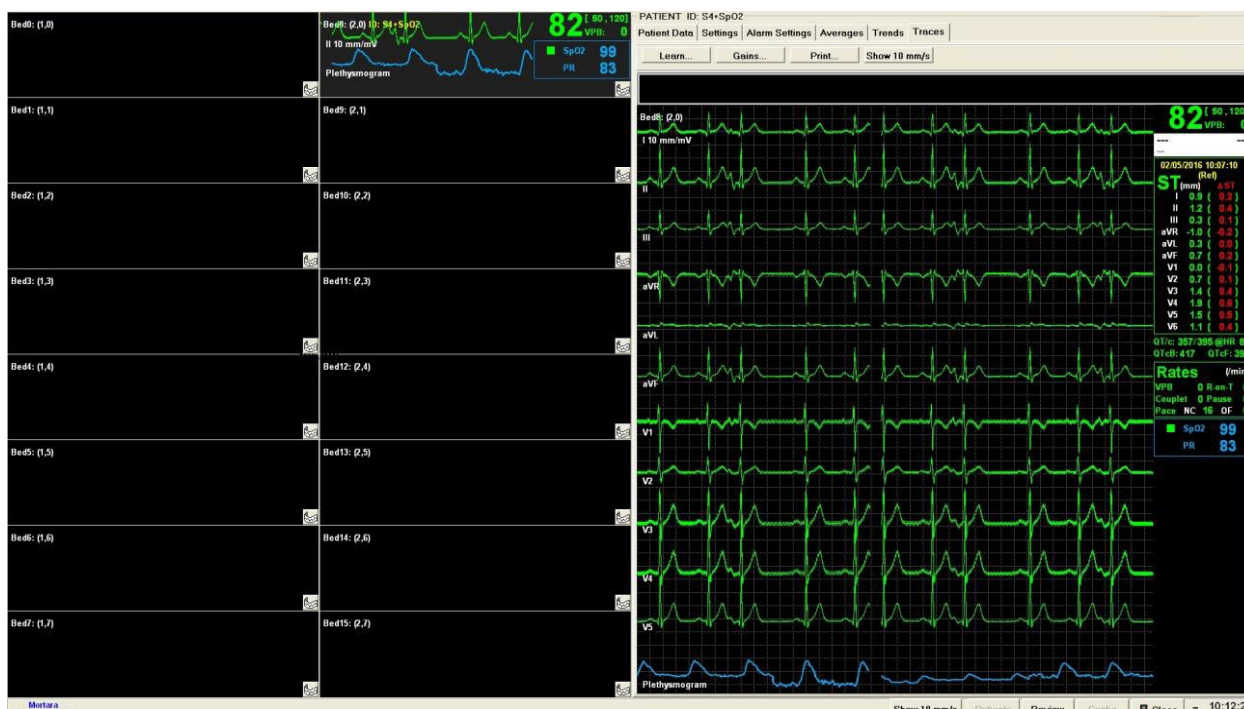 Bed0: (1,0)
Bed8: (2,0) ID: S4+SpO2
82 [ 50 , 120]
VPB: 0
II 10 mm/mV
SpO2 99
PR 83
Plethysmogram
Bed1: (1,1)
Bed9: (2,1)
Bed2: (1,2)
Bed10: (2,2)
Bed3: (1,3)
Bed11: (2,3)
Bed4: (1,4)
Bed12: (2,4)
Bed5: (1,5)
Bed13: (2,5)
Bed6: (1,6)
Bed14: (2,6)
Bed7: (1,7)
Bed15: (2,7)
Mortara
PATIENT ID: S4+SpO2
Patient Data Settings Alarm Settings Averages Trends Traces
Learn... Gains... Print... Show 10 mm/s
Bed8: (2,0)
I 10 mm/mV
II
III
aVR
aVL
aVF
V1
V2
V3
V4
V5
Plethysmogram
82 [ 50 , 120
VPB:
--- --
---
02/05/2016 10:07:10
(Ref)
ST (mm) ΔST
I 0.9 ( 0.2 )
II 1.2 ( 0.4 )
III 0.3 ( 0.1 )
aVR -1.0 ( -0.2 )
aVL 0.3 ( 0.0 )
aVF 0.7 ( 0.2 )
V1 0.0 ( -0.1 )
V2 0.7 ( 0.1 )
V3 1.4 ( 0.4 )
V4 1.9 ( 0.6 )
V5 1.5 ( 0.5 )
V6 1.1 ( 0.4 )
QT/c: 357/395 @HR
QTcB: 417 QTcF: 39
Rates (/min
VPB 0 R-on-T
Couplet 0 Pause
Pace NC 16 OF
SpO2 99
PR 83
Show 10 mm/s Patients Review Config Close 10:12:2